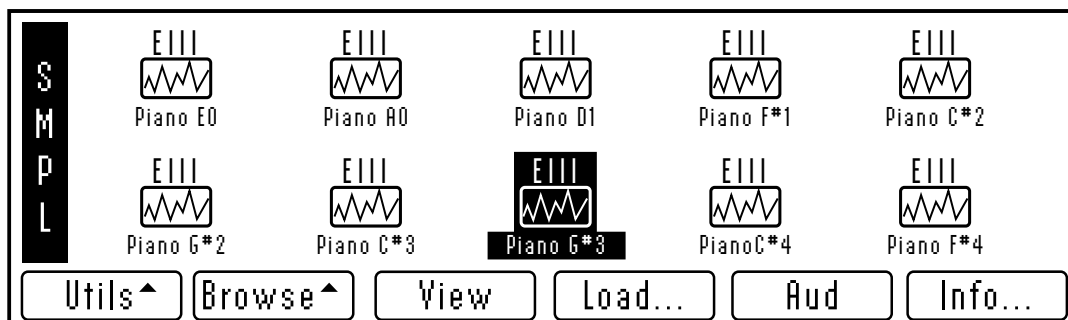 SMPL
EIII EIII EIII EIII EIII
Piano E0 Piano A0 Piano D1 Piano F#1 Piano C#2
EIII EIII EIII EIII EIII
Piano G#2 Piano C#3 Piano G#3 PianoC#4 Piano F#4
Utils Browse View Load... Aud Info...